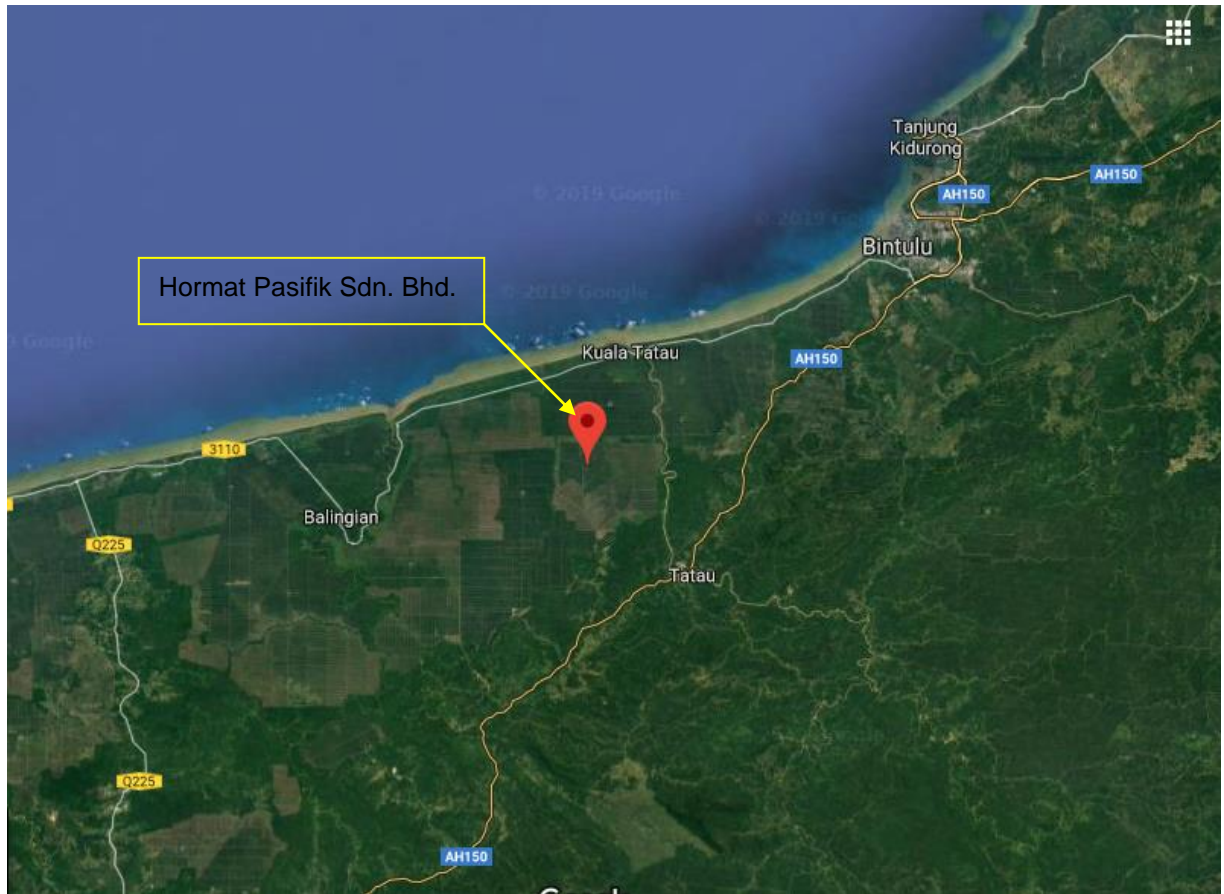 Tanjung
Kidurong
AH150
AH150
© 2019 Google
Bintulu
Hormat Pasifik Sdn. Bhd.
© 2019 Google
Google
Kuala Tatau
AH150
3110
Balingian
Q225
Tatau
Q225
AH150